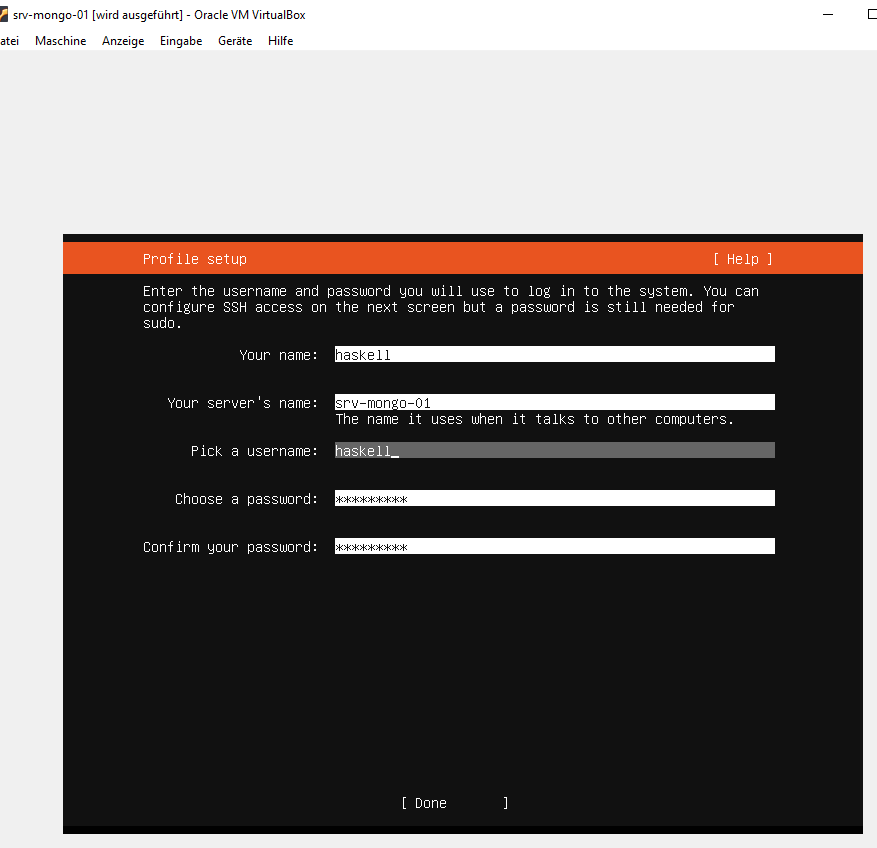 srv-mongo-01 [wird ausgeführt] - Oracle VM VirtualBox
atei Maschine Anzeige Eingabe Geräte Hilfe
Profile setup [ Help ]
Enter the username and password you will use to log in to the system. You can
configure SSH access on the next screen but a password is still needed for
sudo.
Your name: haskell
Your server's name: srv-mongo-01
The name it uses when it talks to other computers.
Pick a username: haskell_
Choose a password: *********
Confirm your password: *********
[ Done ]